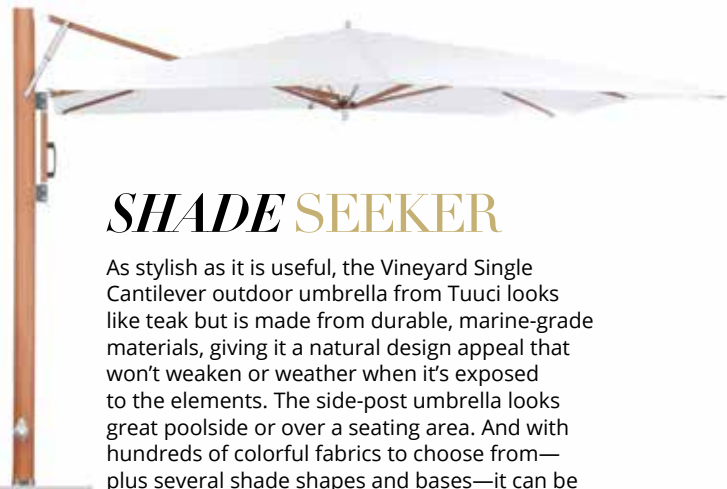 SHADE SEEKER
As stylish as it is useful, the Vineyard Single
Cantilever outdoor umbrella from Tuuci looks
like teak but is made from durable, marine-grade
materials, giving it a natural design appeal that
won’t weaken or weather when it’s exposed
to the elements. The side-post umbrella looks
great poolside or over a seating area. And with
hundreds of colorful fabrics to choose from—
plus several shade shapes and bases—it can be